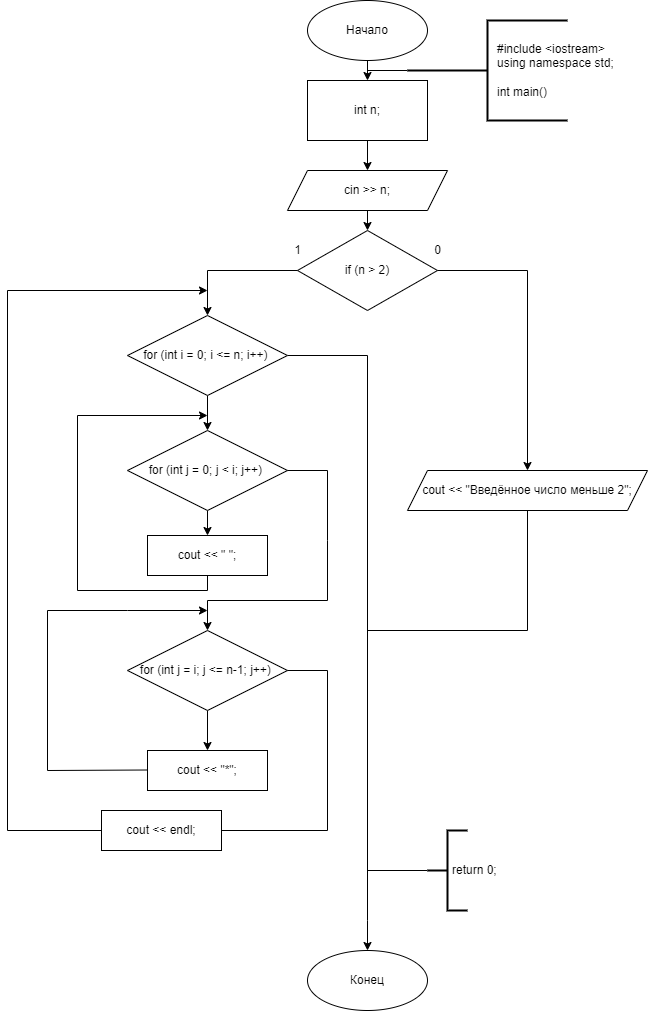 Начало
#include <iostream>
using namespace std;
int main()
int n;
cin >> n;
1
0
if (n > 2)
for (int i = 0; i <= n; i++)
for (int j = 0; j < i; j++)
cout << "Введённое число меньше 2";
cout << " ";
for (int j = i; j <= n-1; j++)
cout << "*";
cout << endl;
return 0;
Конец